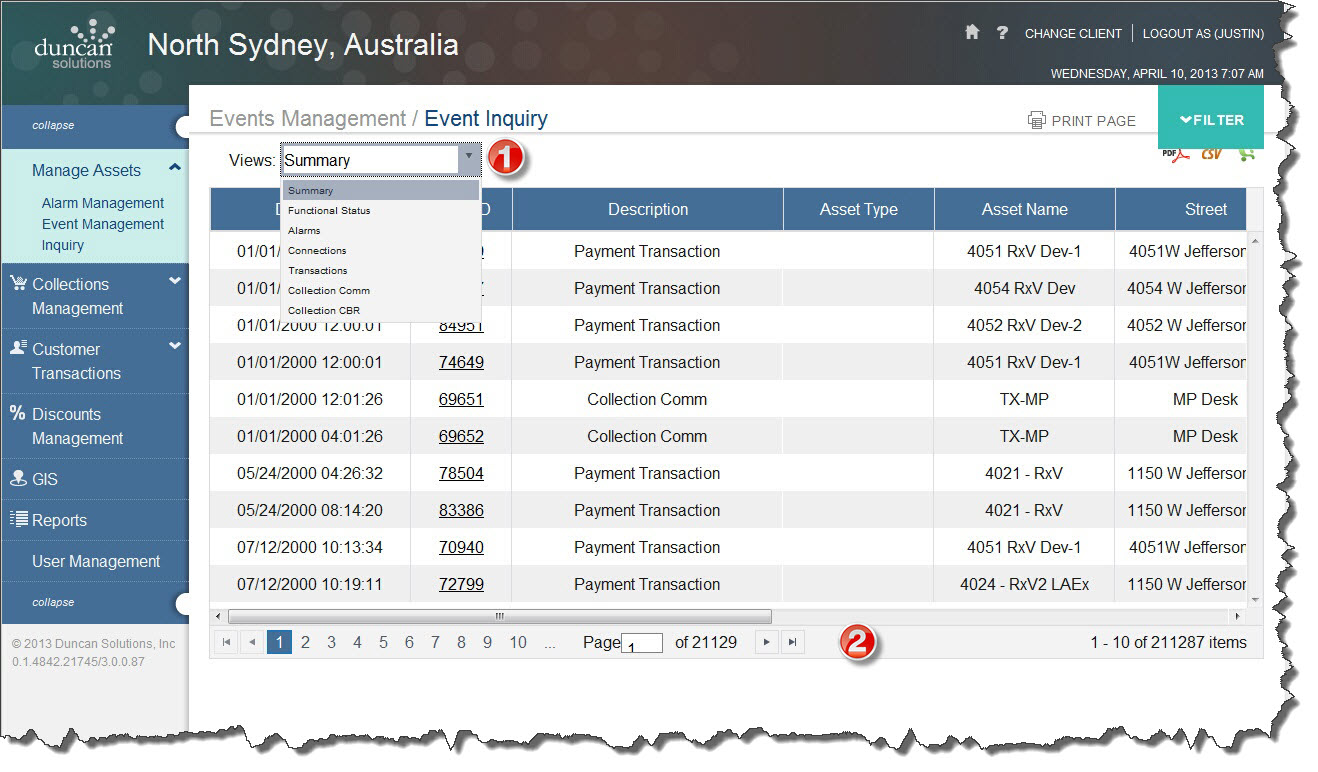 duncan
solutions
North Sydney, Australia
? CHANGE CLIENT LOGOUT AS (JUSTIN)
WEDNESDAY, APRIL 10, 2013 7:07 AM
collapse
Manage Assets
Alarm Management
Event Management
Inquiry
Collections
Management
Customer
Transactions
% Discounts
Management
GIS
Reports
User Management
collapse
© 2013 Duncan Solutions, Inc
0.1.4842.21745/3.0.0.87
Events Management / Event Inquiry
PRINT PAGE
FILTER
PDF CSV
Views: Summary 1
Summary
Functional Status
Alarms
Connections
Transactions
Collection Comm
Collection CBR
Description Asset Type Asset Name Street
01/01/ Payment Transaction 4051 RxV Dev-1 4051W Jefferson
01/01/ Payment Transaction 4054 RxV Dev 4054 W Jefferson
01/01/2000 12:00:01 84951 Payment Transaction 4052 RxV Dev-2 4052 W Jefferson
01/01/2000 12:00:01 74649 Payment Transaction 4051 RxV Dev-1 4051W Jefferson
01/01/2000 12:01:26 69651 Collection Comm TX-MP MP Desk
01/01/2000 04:01:26 69652 Collection Comm TX-MP MP Desk
05/24/2000 04:26:32 78504 Payment Transaction 4021 - RxV 1150 W Jefferson
05/24/2000 08:14:20 83386 Payment Transaction 4021 - RxV 1150 W Jefferson
07/12/2000 10:13:34 70940 Payment Transaction 4051 RxV Dev-1 4051W Jefferson
07/12/2000 10:19:11 72799 Payment Transaction 4024 - RxV2 LAEx 1150 W Jefferson
1 2 3 4 5 6 7 8 9 10 ... Page 1 of 21129 2 1 - 10 of 211287 items